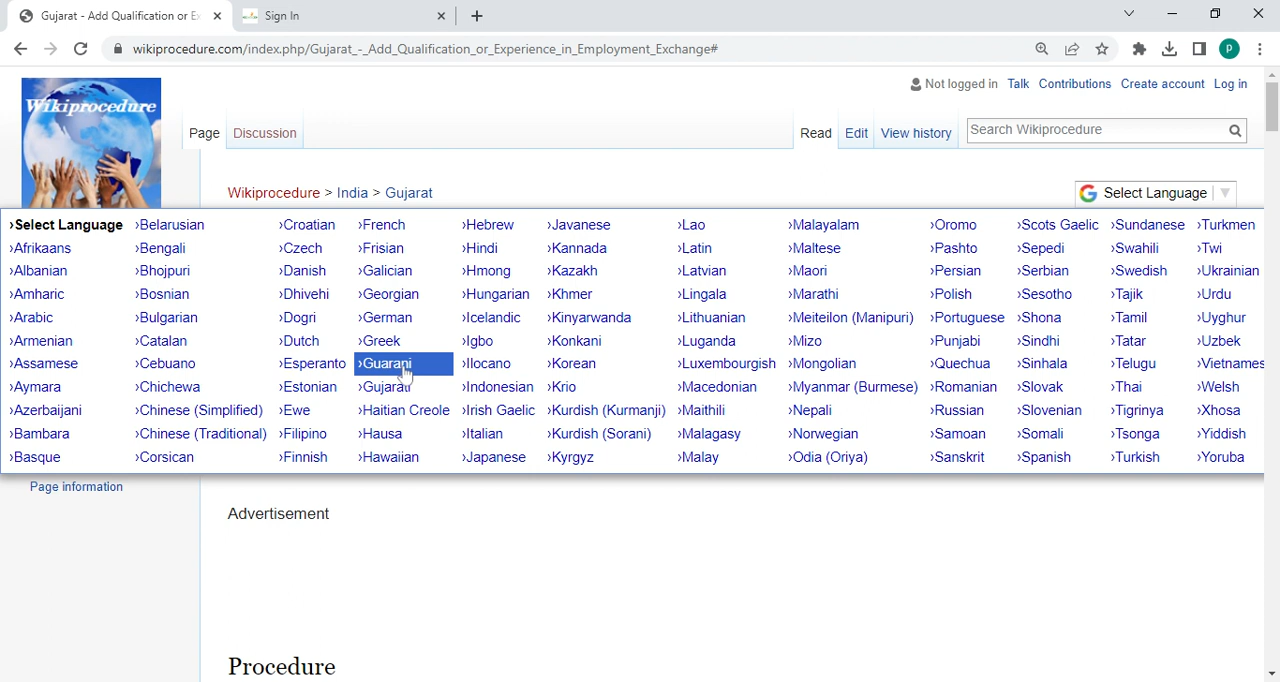 Gujarat - Add Qualification or Ex
Sign In
wikiprocedure.com/index.php/Gujarat_-_Add_Qualification_or_Experience_in_Employment_Exchange#
P
Wikiprocedure
Not logged in Talk Contributions Create account Log in
Page Discussion Read Edit View history Search Wikiprocedure
Wikiprocedure > India > Gujarat
G Select Language ▼
›Select Language ›Belarusian ›Croatian ›French ›Hebrew ›Javanese ›Lao ›Malayalam ›Oromo ›Scots Gaelic ›Sundanese ›Turkmen
›Afrikaans ›Bengali ›Czech ›Frisian ›Hindi ›Kannada ›Latin ›Maltese ›Pashto ›Sepedi ›Swahili ›Twi
›Albanian ›Bhojpuri ›Danish ›Galician ›Hmong ›Kazakh ›Latvian ›Maori ›Persian ›Serbian ›Swedish ›Ukrainian
›Amharic ›Bosnian ›Dhivehi ›Georgian ›Hungarian ›Khmer ›Lingala ›Marathi ›Polish ›Sesotho ›Tajik ›Urdu
›Arabic ›Bulgarian ›Dogri ›German ›Icelandic ›Kinyarwanda ›Lithuanian ›Meiteilon (Manipuri) ›Portuguese ›Shona ›Tamil ›Uyghur
›Armenian ›Catalan ›Dutch ›Greek ›Igbo ›Konkani ›Luganda ›Mizo ›Punjabi ›Sindhi ›Tatar ›Uzbek
›Assamese ›Cebuano ›Esperanto ›Guarani ›Ilocano ›Korean ›Luxembourgish ›Mongolian ›Quechua ›Sinhala ›Telugu ›Vietnames
›Aymara ›Chichewa ›Estonian ›Gujarati ›Indonesian ›Krio ›Macedonian ›Myanmar (Burmese) ›Romanian ›Slovak ›Thai ›Welsh
›Azerbaijani ›Chinese (Simplified) ›Ewe ›Haitian Creole ›Irish Gaelic ›Kurdish (Kurmanji) ›Maithili ›Nepali ›Russian ›Slovenian ›Tigrinya ›Xhosa
›Bambara ›Chinese (Traditional) ›Filipino ›Hausa ›Italian ›Kurdish (Sorani) ›Malagasy ›Norwegian ›Samoan ›Somali ›Tsonga ›Yiddish
›Basque ›Corsican ›Finnish ›Hawaiian ›Japanese ›Kyrgyz ›Malay ›Odia (Oriya) ›Sanskrit ›Spanish ›Turkish ›Yoruba
Page information
Advertisement
Procedure